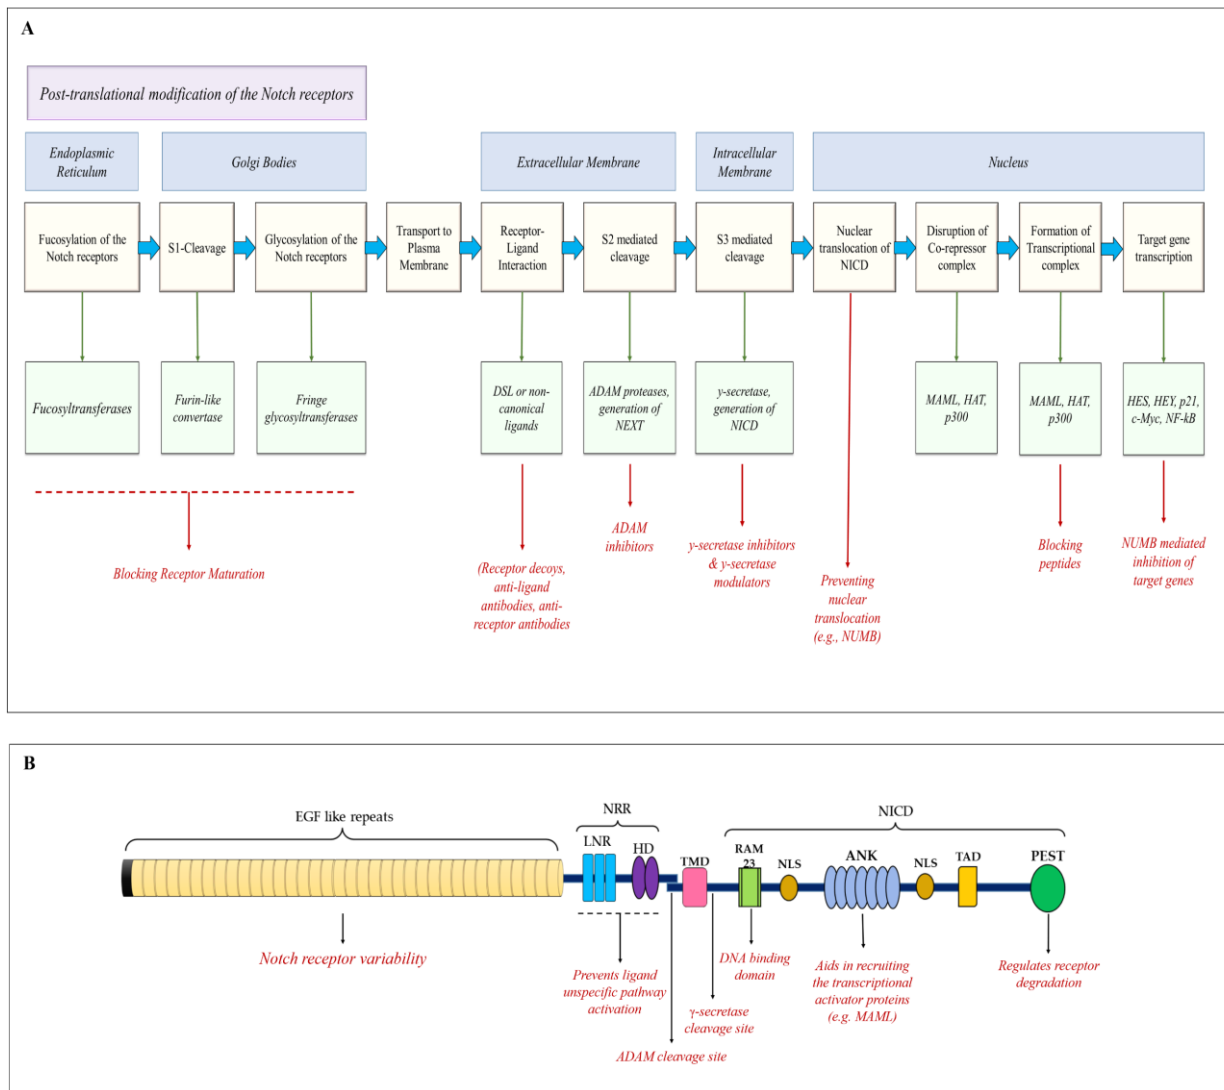 A
Post-translational modification of the Notch receptors
Endoplasmic
Reticulum
Golgi Bodies
Extracellular Membrane
Intracellular
Membrane
Nucleus
Fucosylation of the
Notch receptors
S1-Cleavage
Glycosylation of the
Notch receptors
Transport to
Plasma
Membrane
Receptor-
Ligand
Interaction
S2 mediated
cleavage
S3 mediated
cleavage
Nuclear
translocation of
NICD
Disruption of
Co-repressor
complex
Formation of
Transcriptional
complex
Target gene
transcription
Fucosyltransferases
Furin-like
convertase
Fringe
glycosyltransferases
DSL or non-
canonical
ligands
ADAM proteases,
generation of
NEXT
y-secretase,
generation of
NICD
MAML, HAT,
p300
MAML, HAT,
p300
HES, HEY, p21,
c-Myc, NF-kB
Blocking Receptor Maturation
(Receptor decoys,
anti-ligand
antibodies, anti-
receptor antibodies
ADAM
inhibitors
y-secretase inhibitors
& y-secretase
modulators
Preventing
nuclear
translocation
(e.g., NUMB)
Blocking
peptides
NUMB mediated
inhibition of
target genes
B
EGF like repeats
NRR
LNR
HD
TMD
NICD
RAM
23
NLS
ANK
NLS
TAD
PEST
Notch receptor variability
Prevents ligand
unspecific pathway
activation
ADAM cleavage site
γ-secretase
cleavage site
DNA binding
domain
Aids in recruiting
the transcriptional
activator proteins
(e.g. MAML)
Regulates receptor
degradation